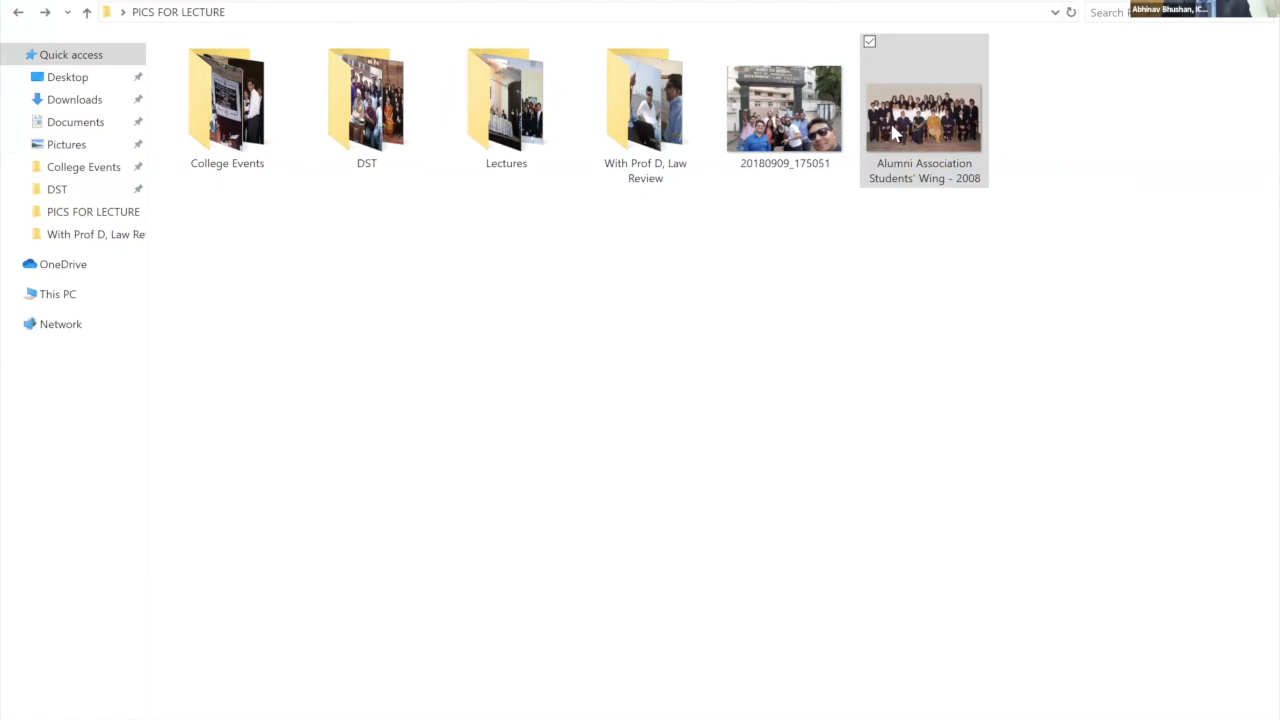 PICS FOR LECTURE
Search
Abhinav Bhushan, IC...
Quick access
Desktop
Downloads
Documents
Pictures
College Events
DST
PICS FOR LECTURE
With Prof D, Law Re
OneDrive
This PC
Network
College Events
DST
Lectures
With Prof D, Law
Review
20180909_175051
Alumni Association
Students' Wing - 2008